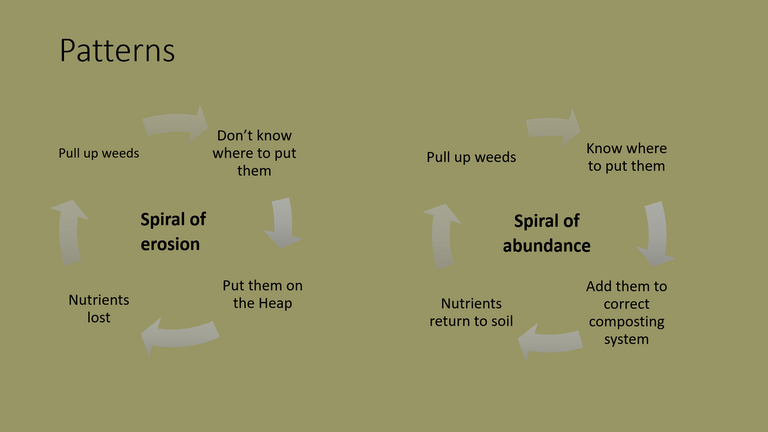 Patterns
Pull up weeds
Don’t know
where to put
them
Put them on
the Heap
Nutrients
lost
Spiral of
erosion
Pull up weeds
Know where
to put them
Add them to
correct
composting
system
Nutrients
return to soil
Spiral of
abundance